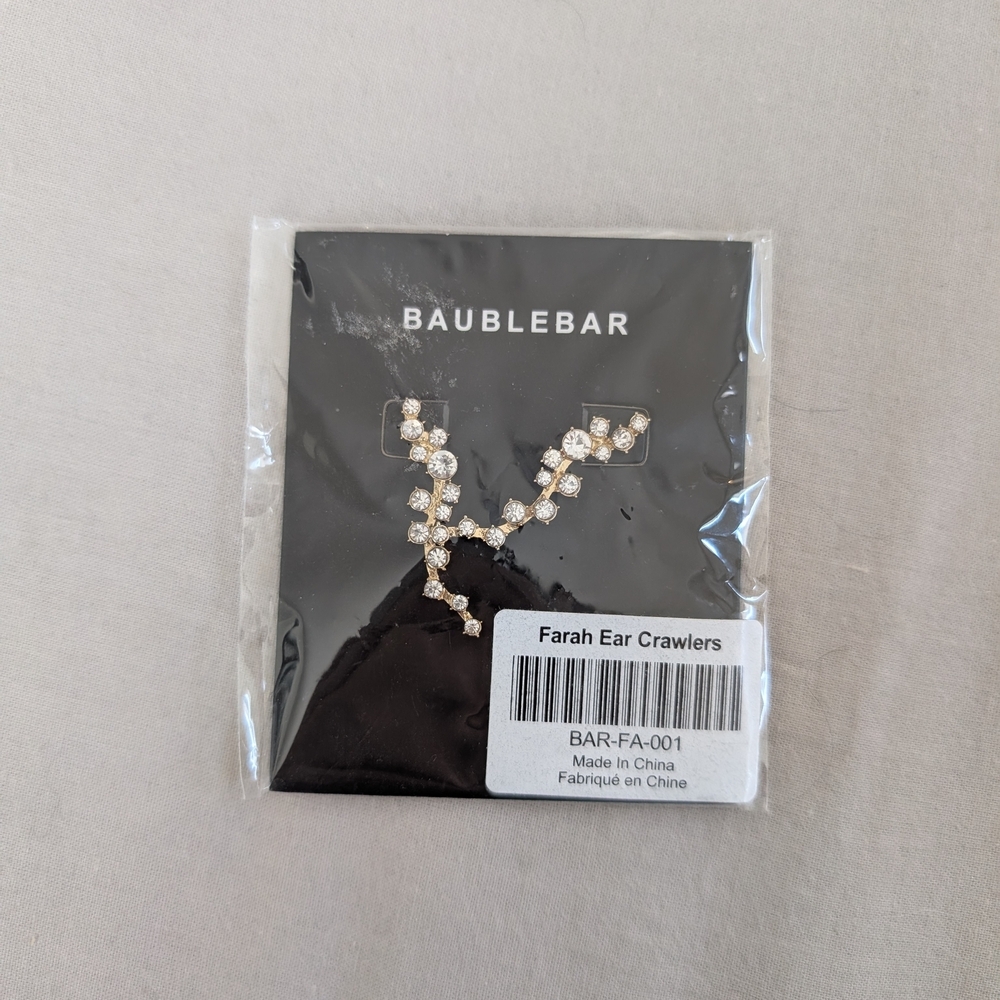 BAUBLEBAR
Farah Ear Crawlers
BAR-FA-001
Made In China
Fabriqué en Chine